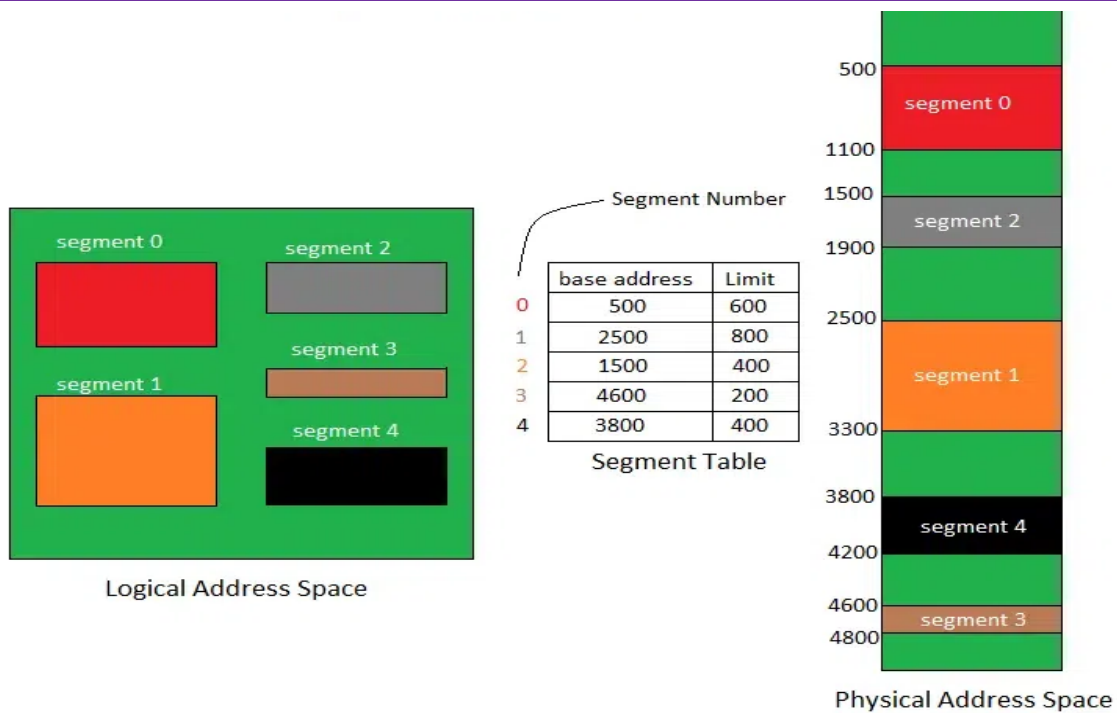 segment 0
segment 2
segment 3
segment 1
segment 4
Logical Address Space
Segment Number
base address Limit
0 500 600
1 2500 800
2 1500 400
3 4600 200
4 3800 400
Segment Table
500
segment 0
1100
1500
segment 2
1900
2500
segment 1
3300
3800
segment 4
4200
4600
segment 3
4800
Physical Address Space